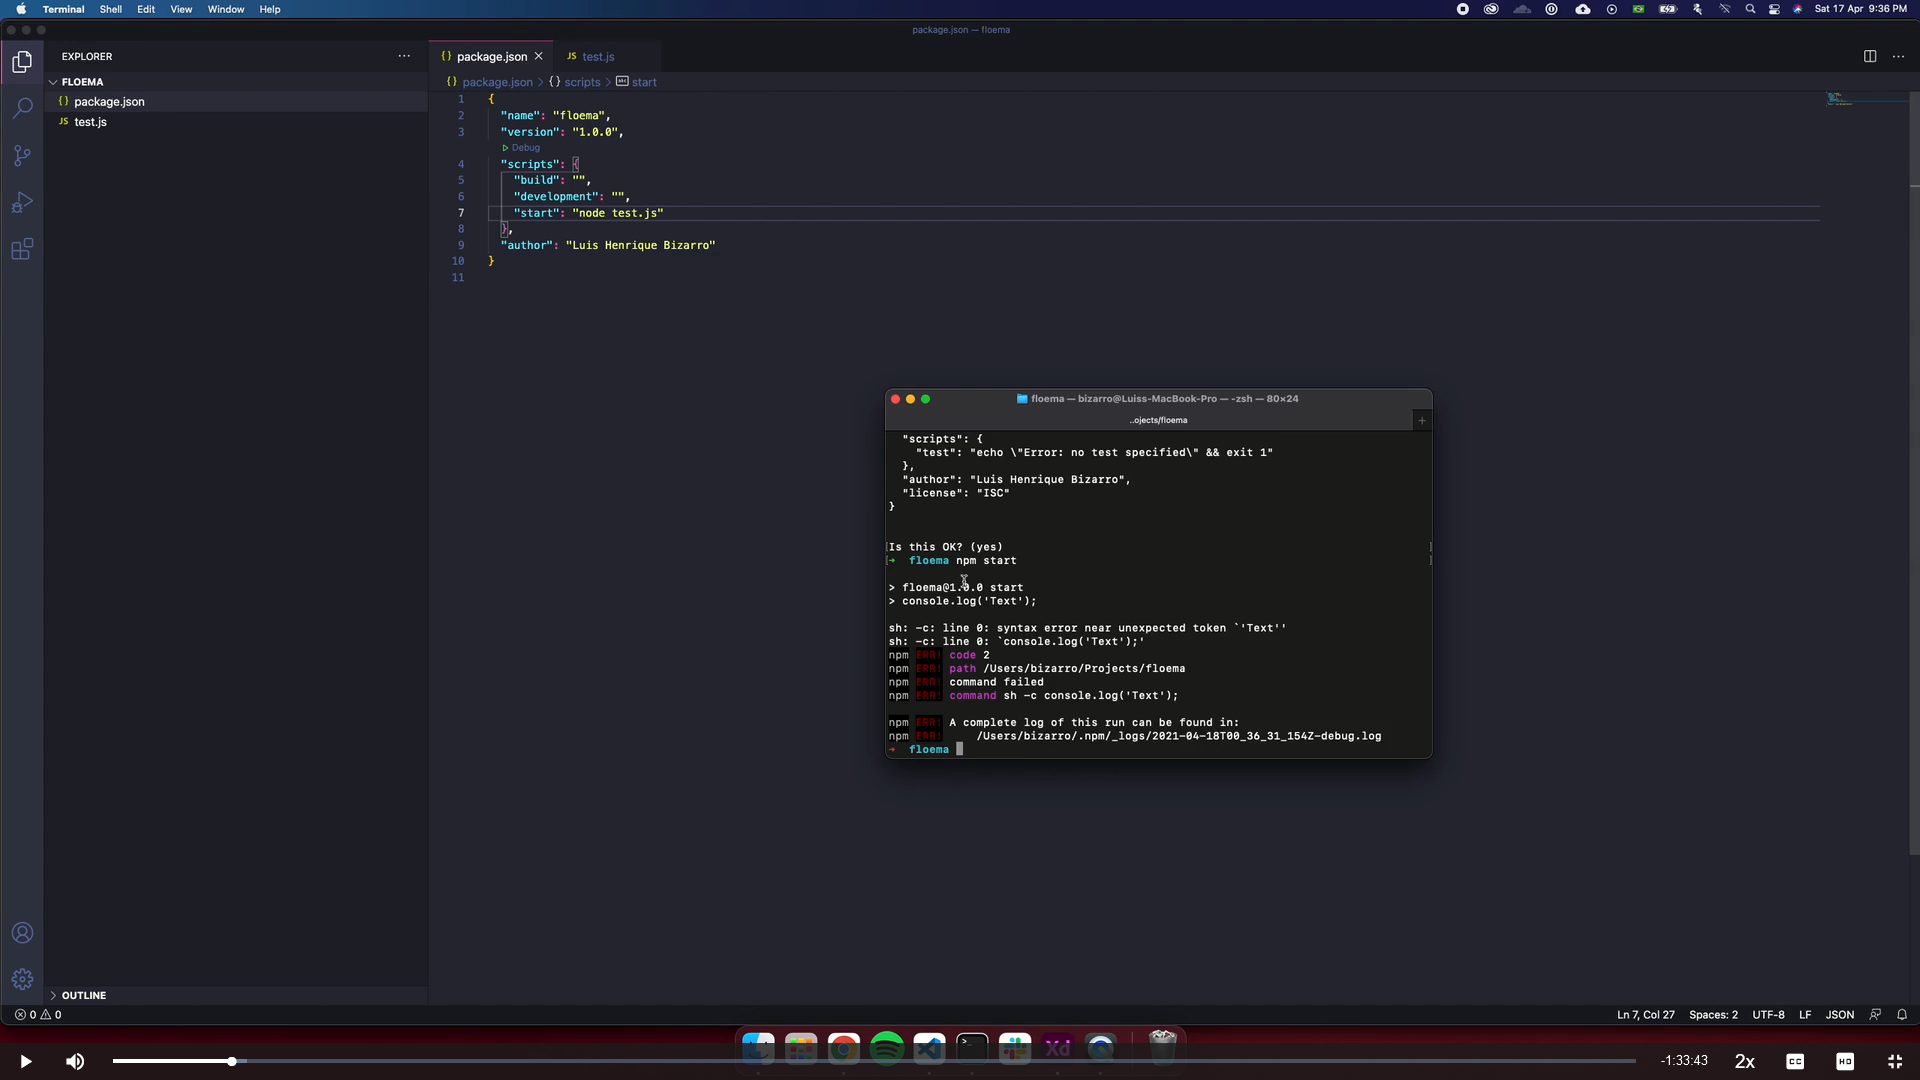 Terminal Shell Edit View Window Help
Sat 17 Apr 9:36 PM
package.json — floema
EXPLORER
FLOEMA
{} package.json
JS test.js
{} package.json
JS test.js
{} package.json > {} scripts > abc start
1 {
2 "name": "floema",
3 "version": "1.0.0",
Debug
4 "scripts": {
5 "build": "",
6 "development": "",
7 "start": "node test.js"
8 },
9 "author": "Luis Henrique Bizarro"
10 }
11
floema — bizarro@Luiss-MacBook-Pro — -zsh — 80×24
..ojects/floema
"scripts": {
"test": "echo \"Error: no test specified\" && exit 1"
},
"author": "Luis Henrique Bizarro",
"license": "ISC"
}
Is this OK? (yes)
→ floema npm start
> floema@1.0.0 start
> console.log('Text');
sh: -c: line 0: syntax error near unexpected token `'Text''
sh: -c: line 0: `console.log('Text');'
npm ERR! code 2
npm ERR! path /Users/bizarro/Projects/floema
npm ERR! command failed
npm ERR! command sh -c console.log('Text');
npm ERR! A complete log of this run can be found in:
npm ERR! /Users/bizarro/.npm/_logs/2021-04-18T00_36_31_154Z-debug.log
→ floema
OUTLINE
0 0
Ln 7, Col 27 Spaces: 2 UTF-8 LF JSON
Xd
-1:33:43 2x CC HD